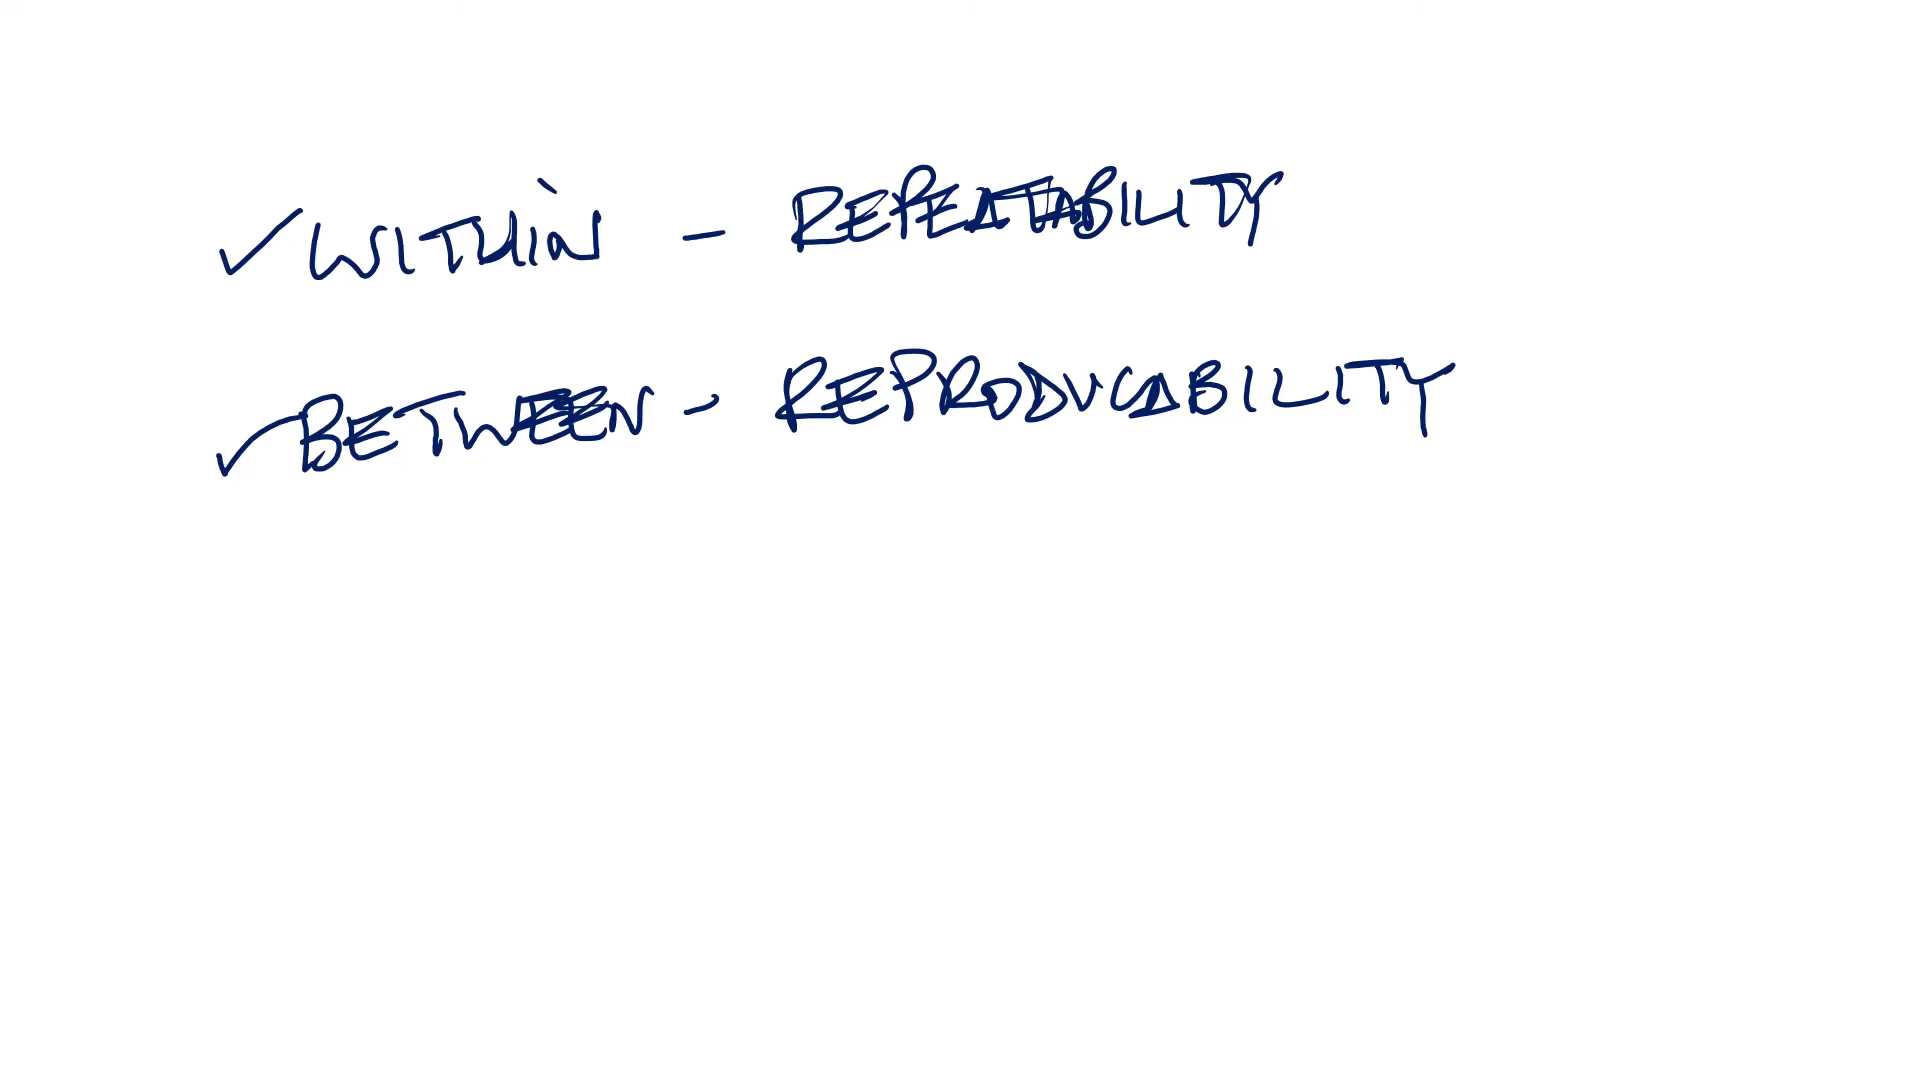 ✓ WITHIN - REPEATABILITY
✓ BETWEEN - REPRODUCABILITY